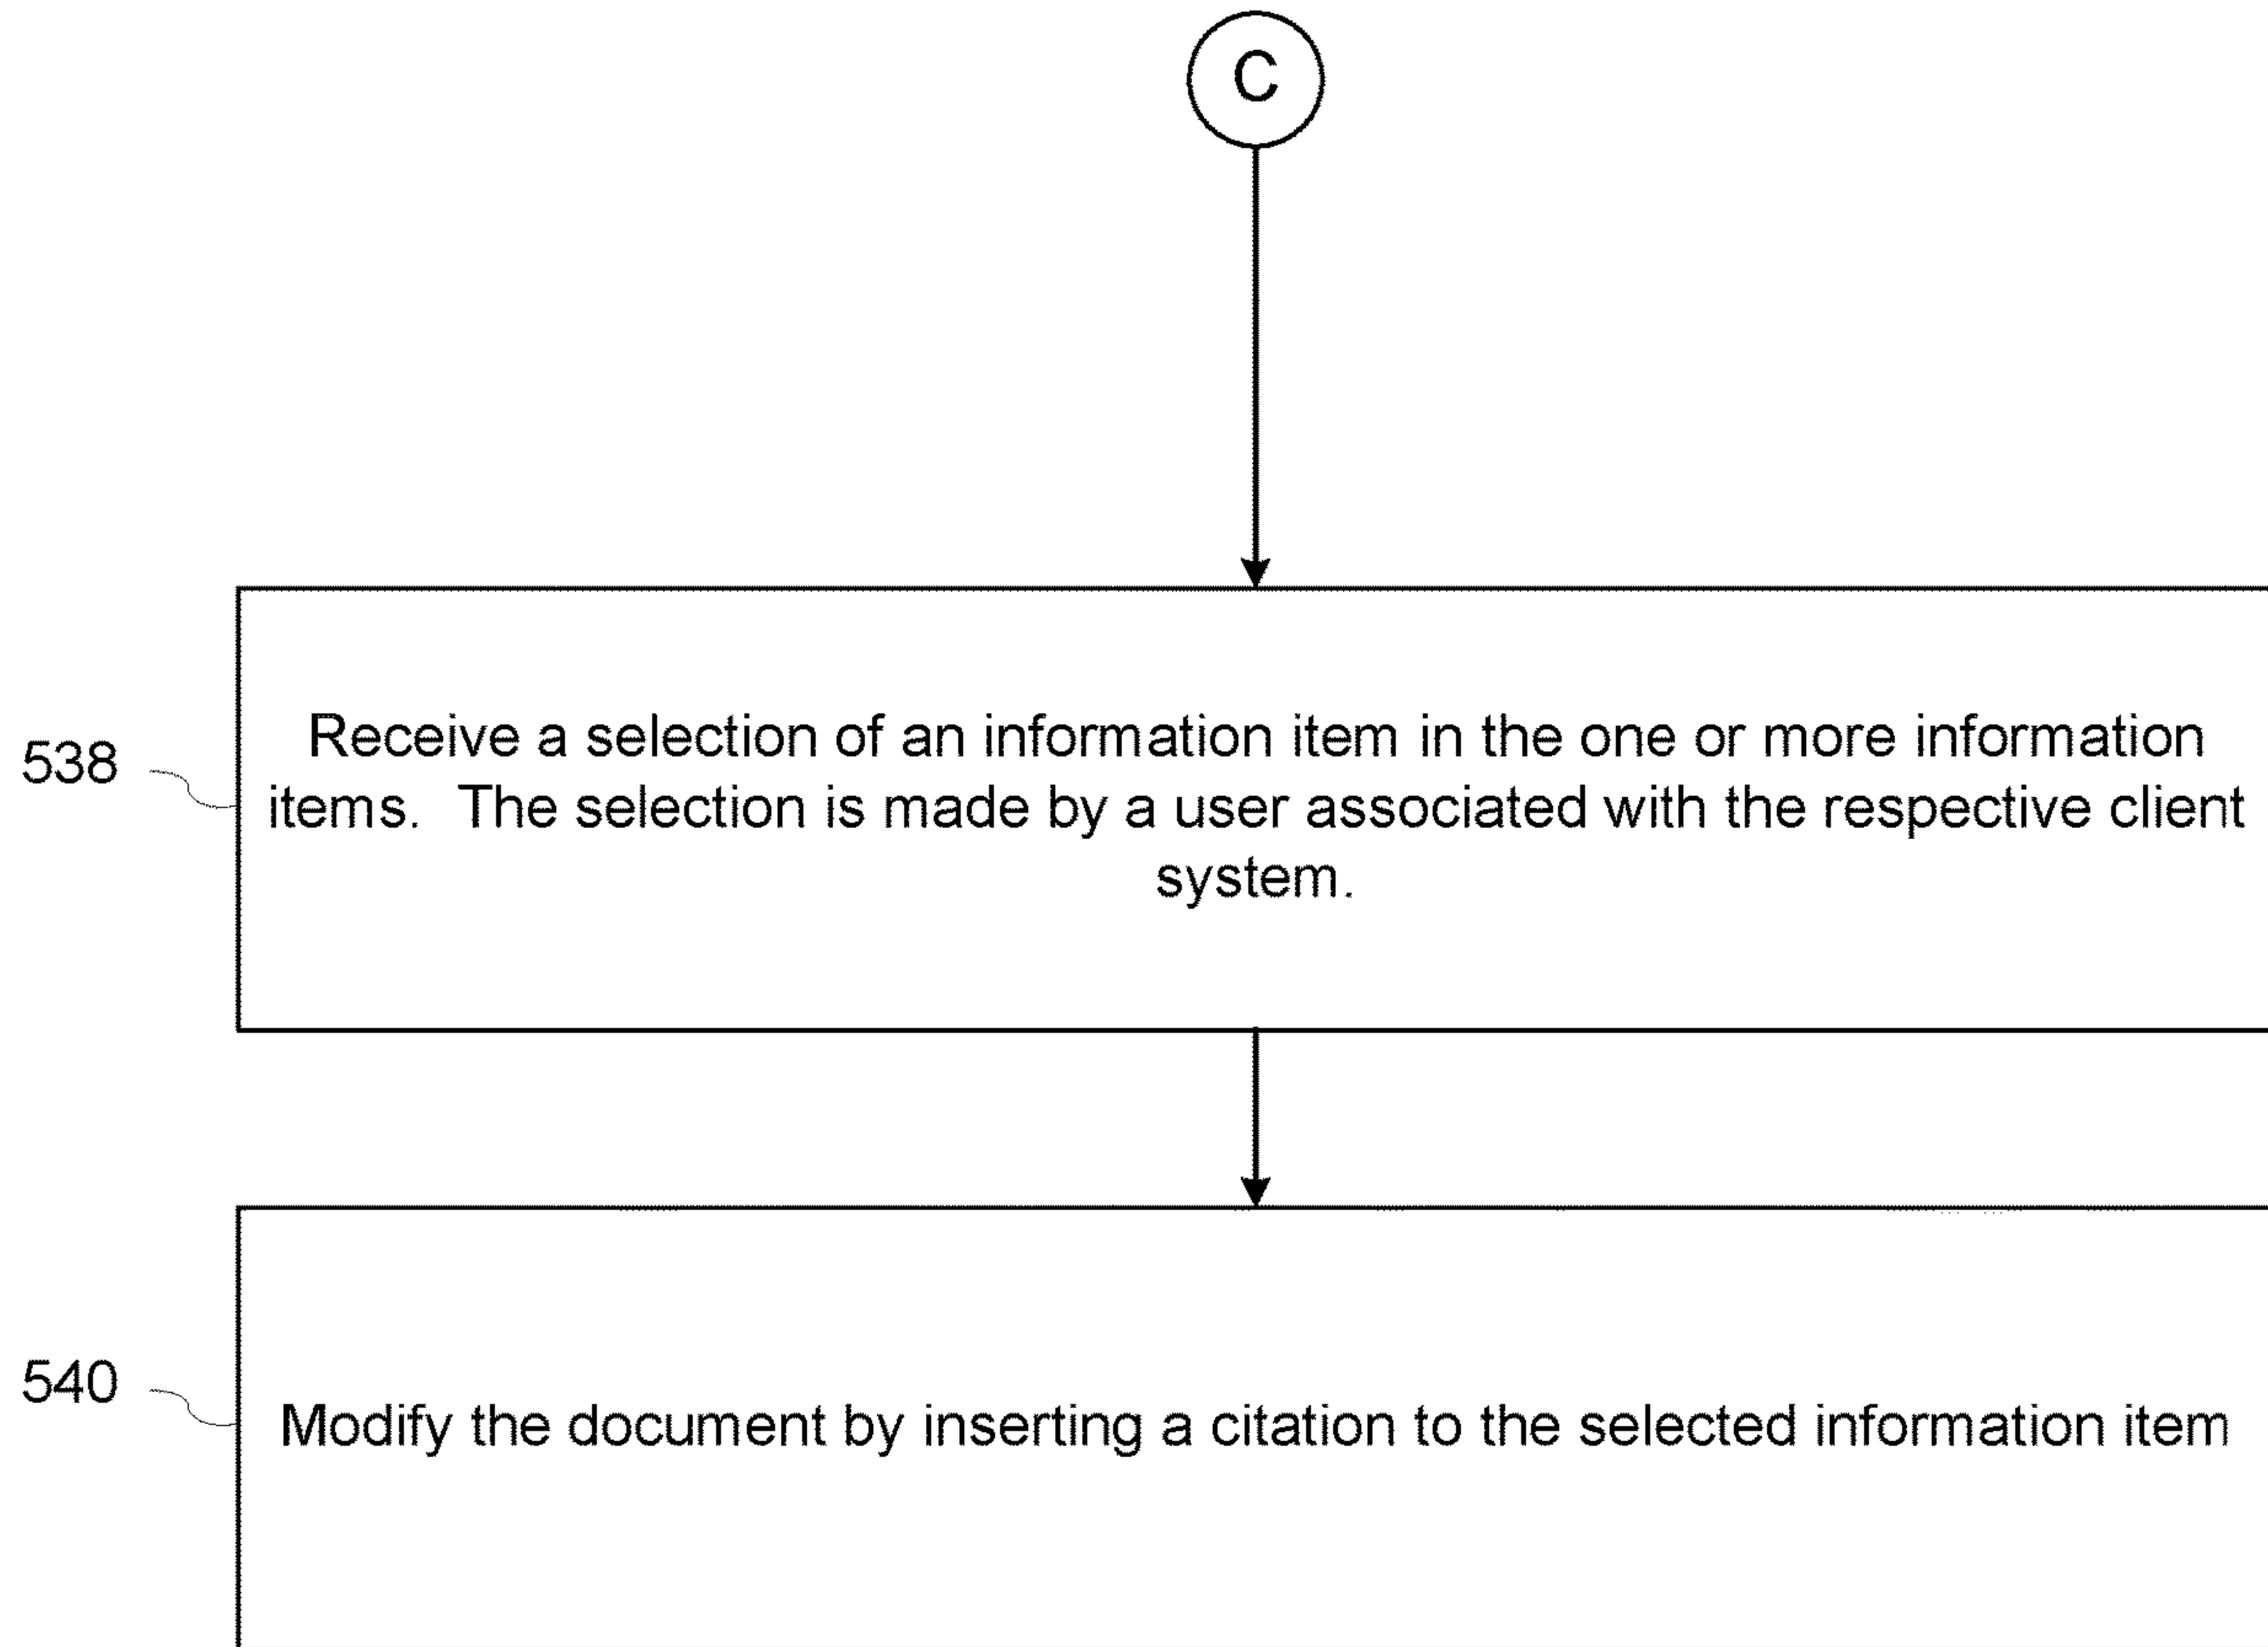 C
538
Receive a selection of an information item in the one or more information
items.  The selection is made by a user associated with the respective client
system.
540
Modify the document by inserting a citation to the selected information item